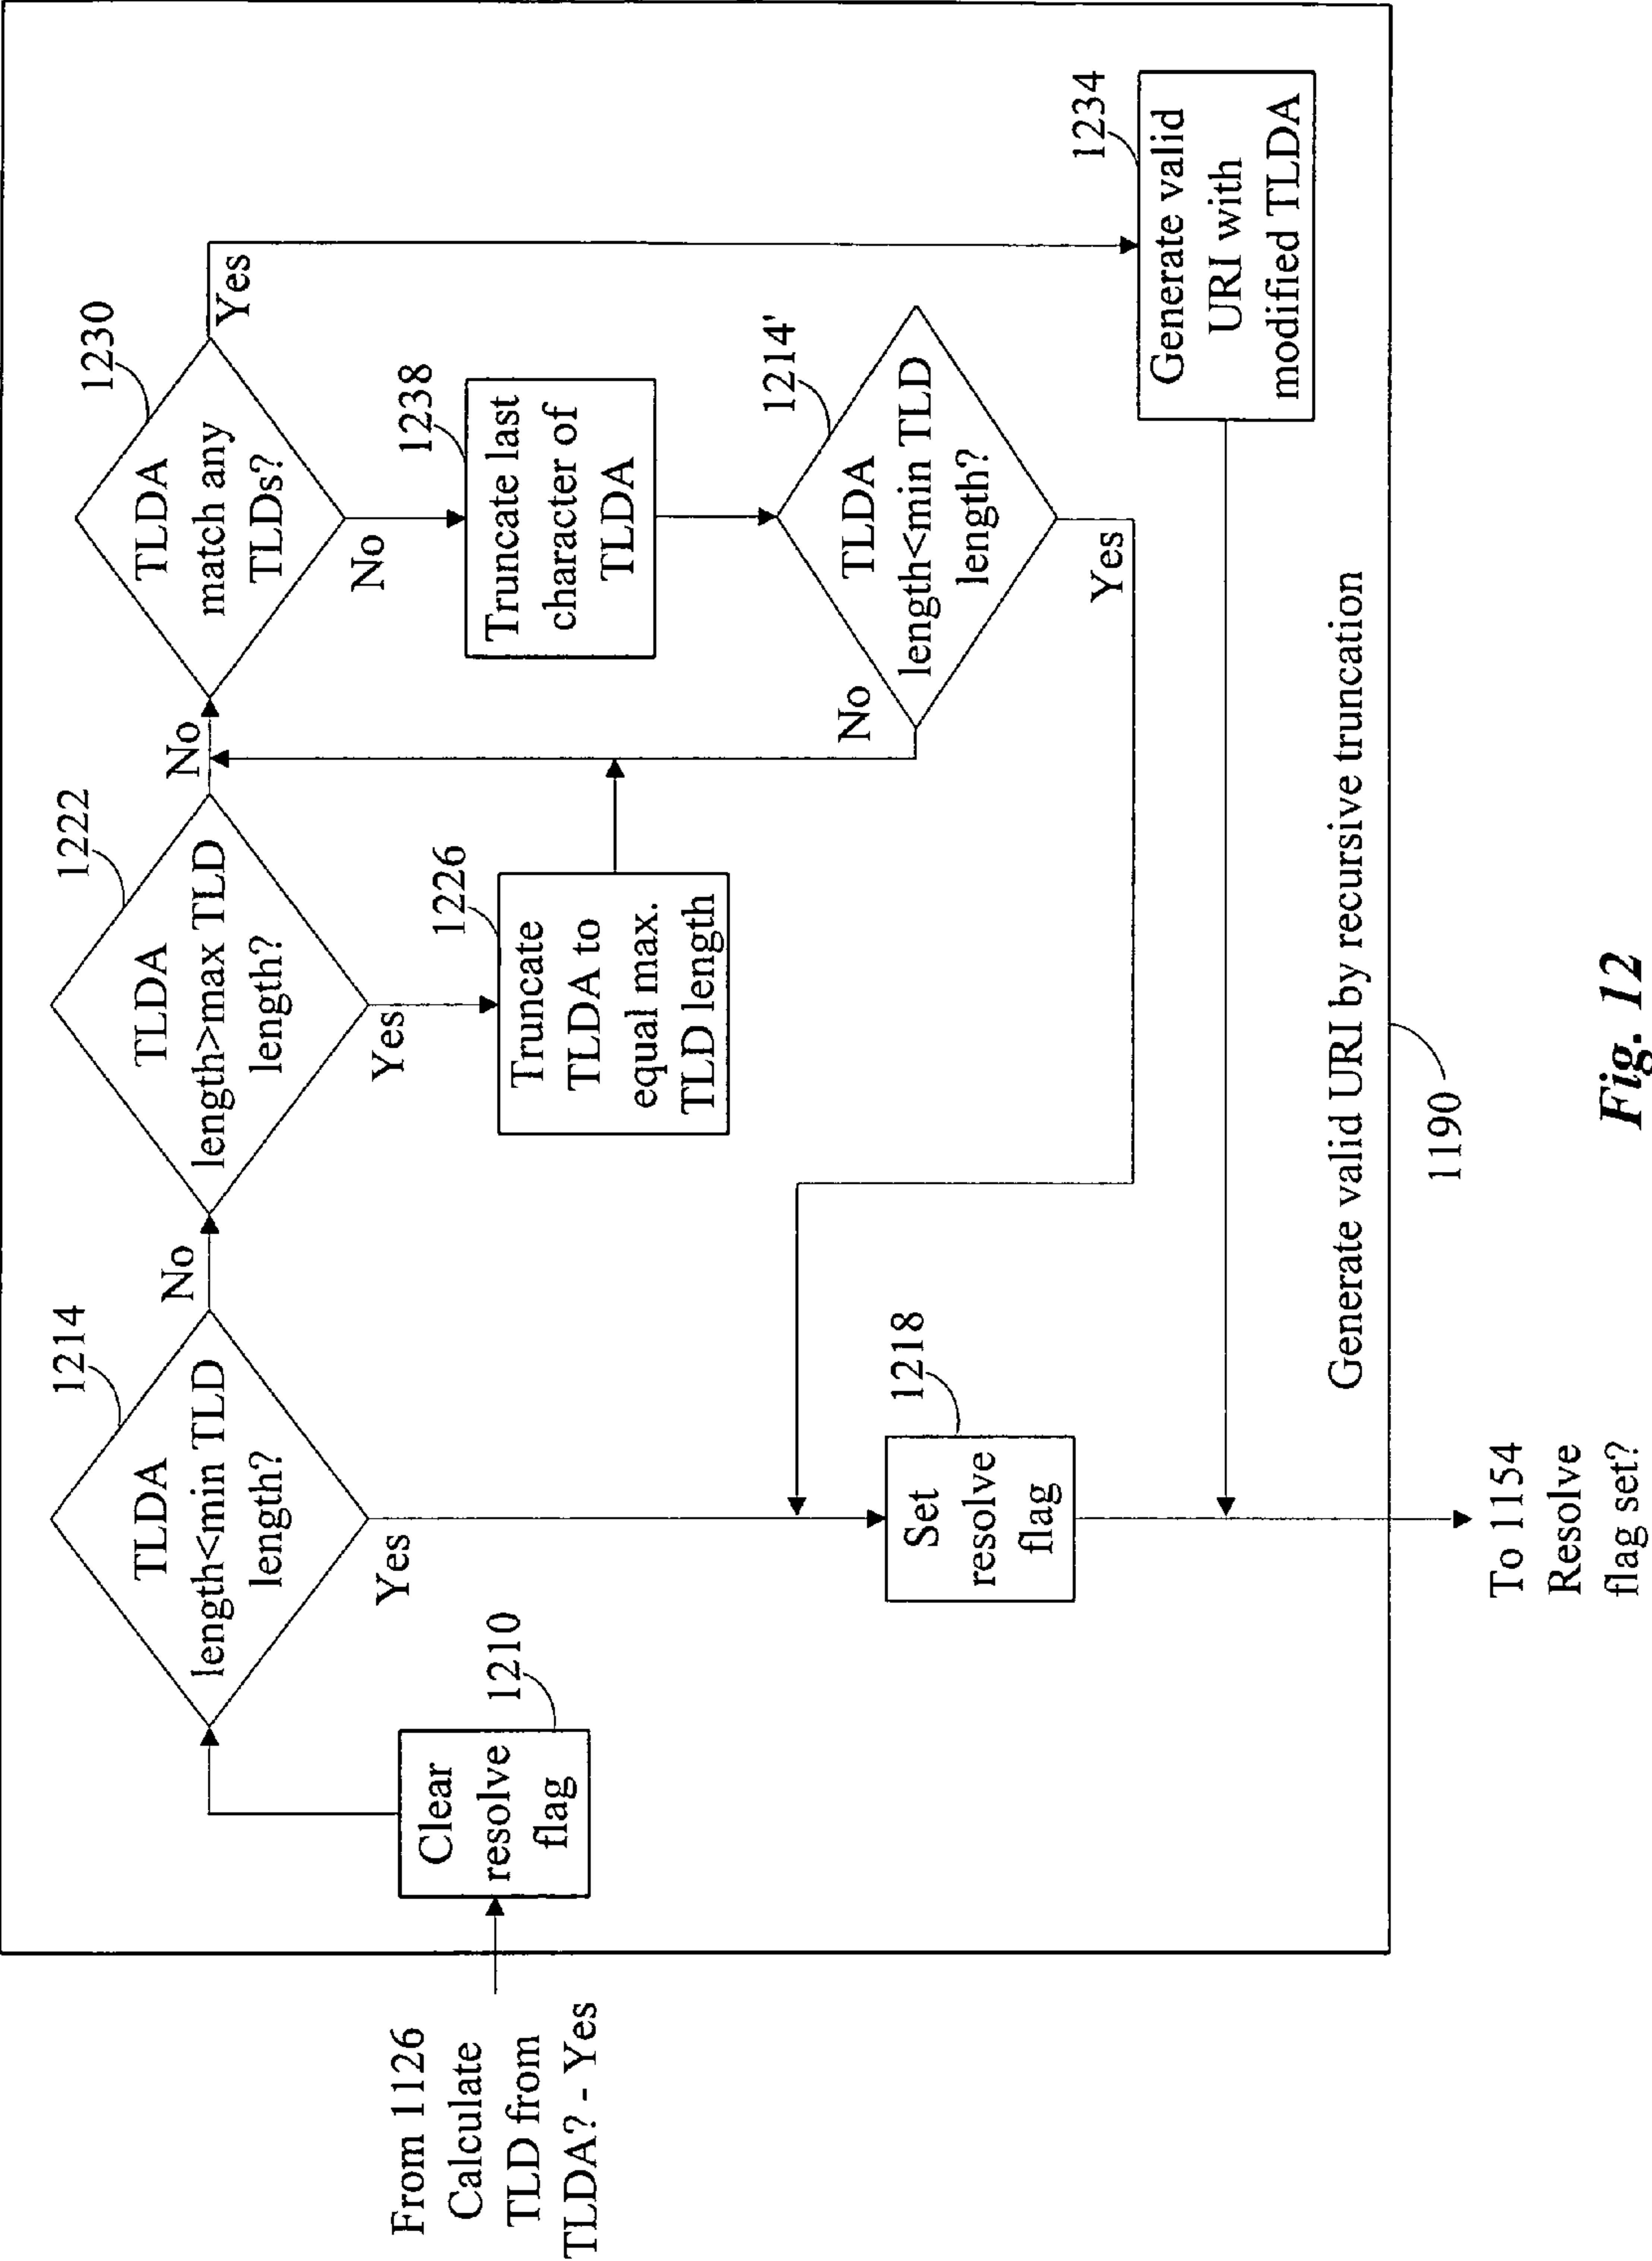 1214
TLDA
length<min TLD
length?
No
Yes
1222
TLDA
length>max TLD
length?
No
Yes
1230
TLDA
match any
TLDs?
Yes
No
1210
Clear
resolve
flag
1226
Truncate
TLDA to
equal max.
TLD length
1238
Truncate last
character of
TLDA
From 1126
Calculate
TLD from
TLDA? - Yes
1214'
TLDA
length<min TLD
length?
No
Yes
1218
Set
resolve
flag
1234
Generate valid
URI with
modified TLDA
Generate valid URI by recursive truncation
1190
To 1154
Resolve
flag set?
Fig. 12